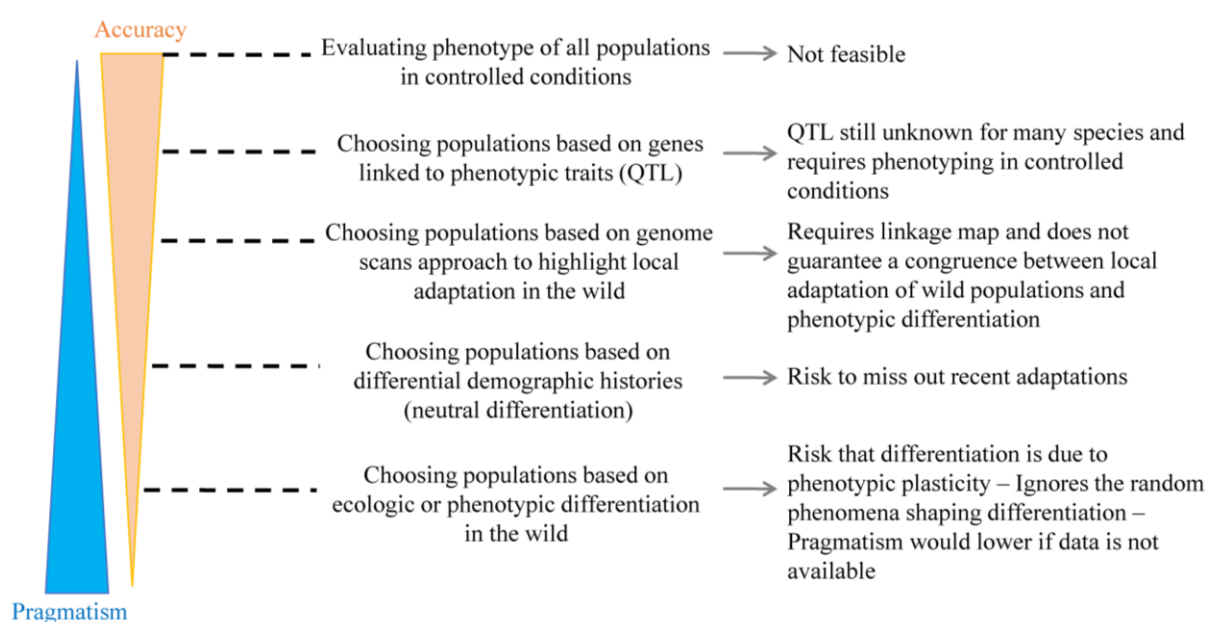 Accuracy
Evaluating phenotype of all populations
in controlled conditions
Not feasible
Choosing populations based on genes
linked to phenotypic traits (QTL)
QTL still unknown for many species and
requires phenotyping in controlled
conditions
Choosing populations based on genome
scans approach to highlight local
adaptation in the wild
Requires linkage map and does not
guarantee a congruence between local
adaptation of wild populations and
phenotypic differentiation
Choosing populations based on
differential demographic histories
(neutral differentiation)
Risk to miss out recent adaptations
Choosing populations based on
ecologic or phenotypic differentiation
in the wild
Risk that differentiation is due to
phenotypic plasticity – Ignores the random
phenomena shaping differentiation –
Pragmatism would lower if data is not
available
Pragmatism